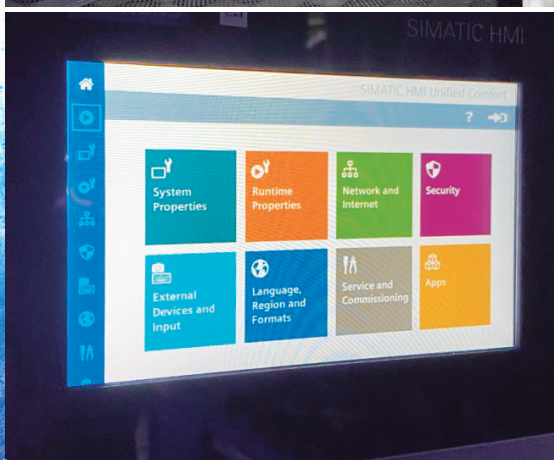 SIMATIC HMI
SIMATIC HMI Unified Comfort
?
System
Properties
Runtime
Properties
Network and
Internet
Security
External
Devices and
Input
Language,
Region and
Formats
Service and
Commissioning
Apps